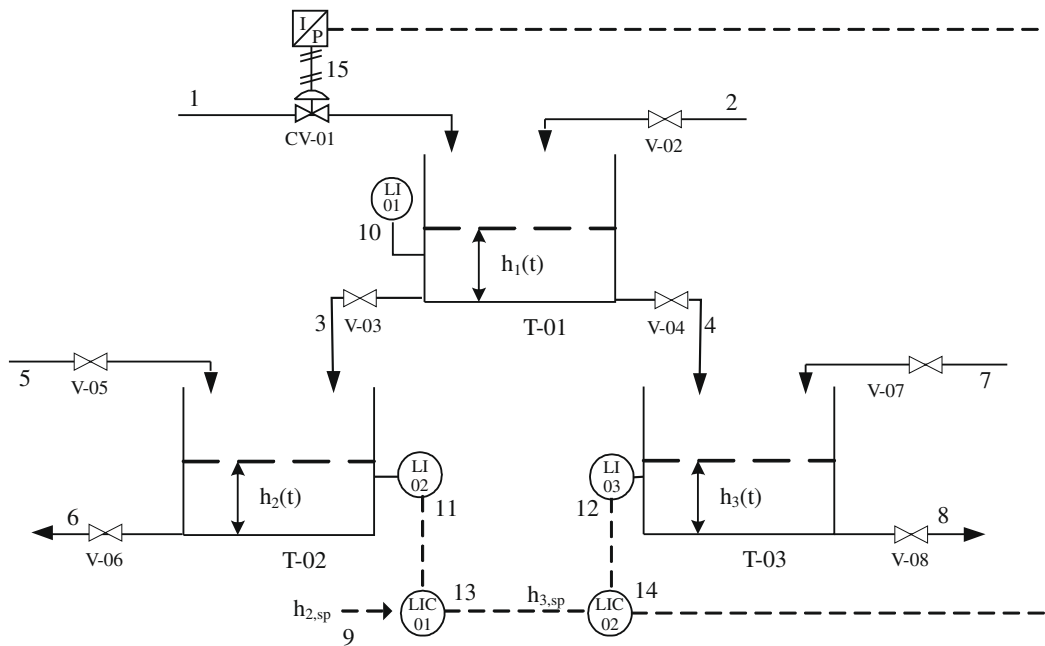 I
P
15
1
2
CV-01
V-02
LI
01
10
h1(t)
3
V-03
T-01
V-04
4
5
V-05
V-07
7
LI
02
LI
03
h2(t)
11
12
h3(t)
6
8
V-06
T-02
T-03
V-08
h2,sp
9
LIC
01
13
h3,sp
LIC
02
14